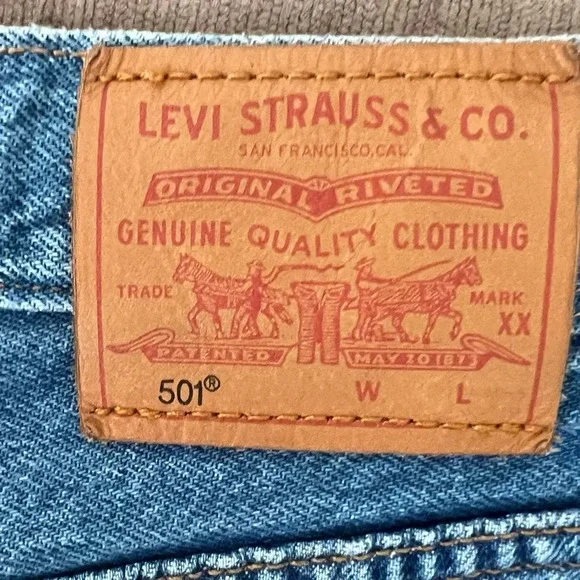 LEVI STRAUSS & CO.
SAN FRANCISCO, CAL.
ORIGINAL RIVETED
GENUINE QUALITY CLOTHING
TRADE MARK
XX
PATENTED MAY 20 1873
501® W L